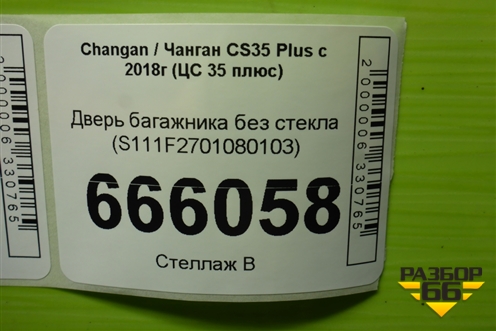 Changan / Чанган CS35 Plus с
2018г (ЦС 35 плюс)
Дверь багажника без стекла
(S111F2701080103)
666058
Стеллаж В
2000006330765
2000006330765
РАЗБОР
66